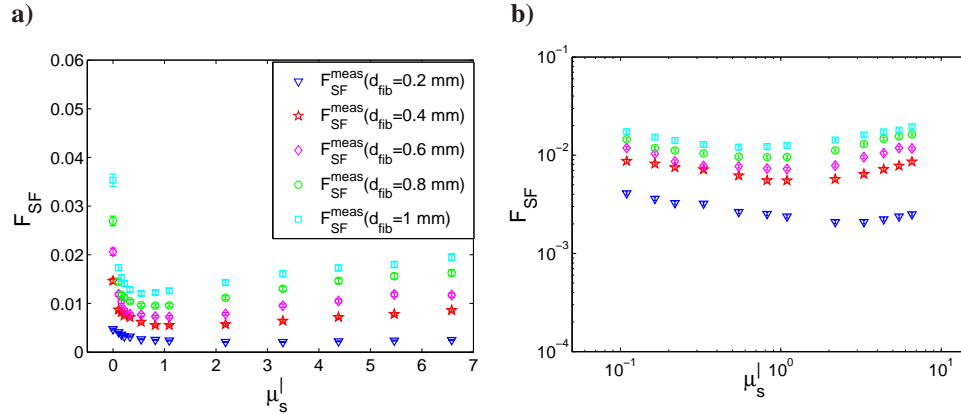 a)
0.06
0.05
0.04
0.03
0.02
0.01
0
F_SF
0 1 2 3 4 5 6 7
μ_s^|
F_SF^meas(d_fib=0.2 mm)
F_SF^meas(d_fib=0.4 mm)
F_SF^meas(d_fib=0.6 mm)
F_SF^meas(d_fib=0.8 mm)
F_SF^meas(d_fib=1 mm)
b)
10^−1
10^−2
10^−3
10^−4
F_SF
10^−1 10^0 10^1
μ_s^|